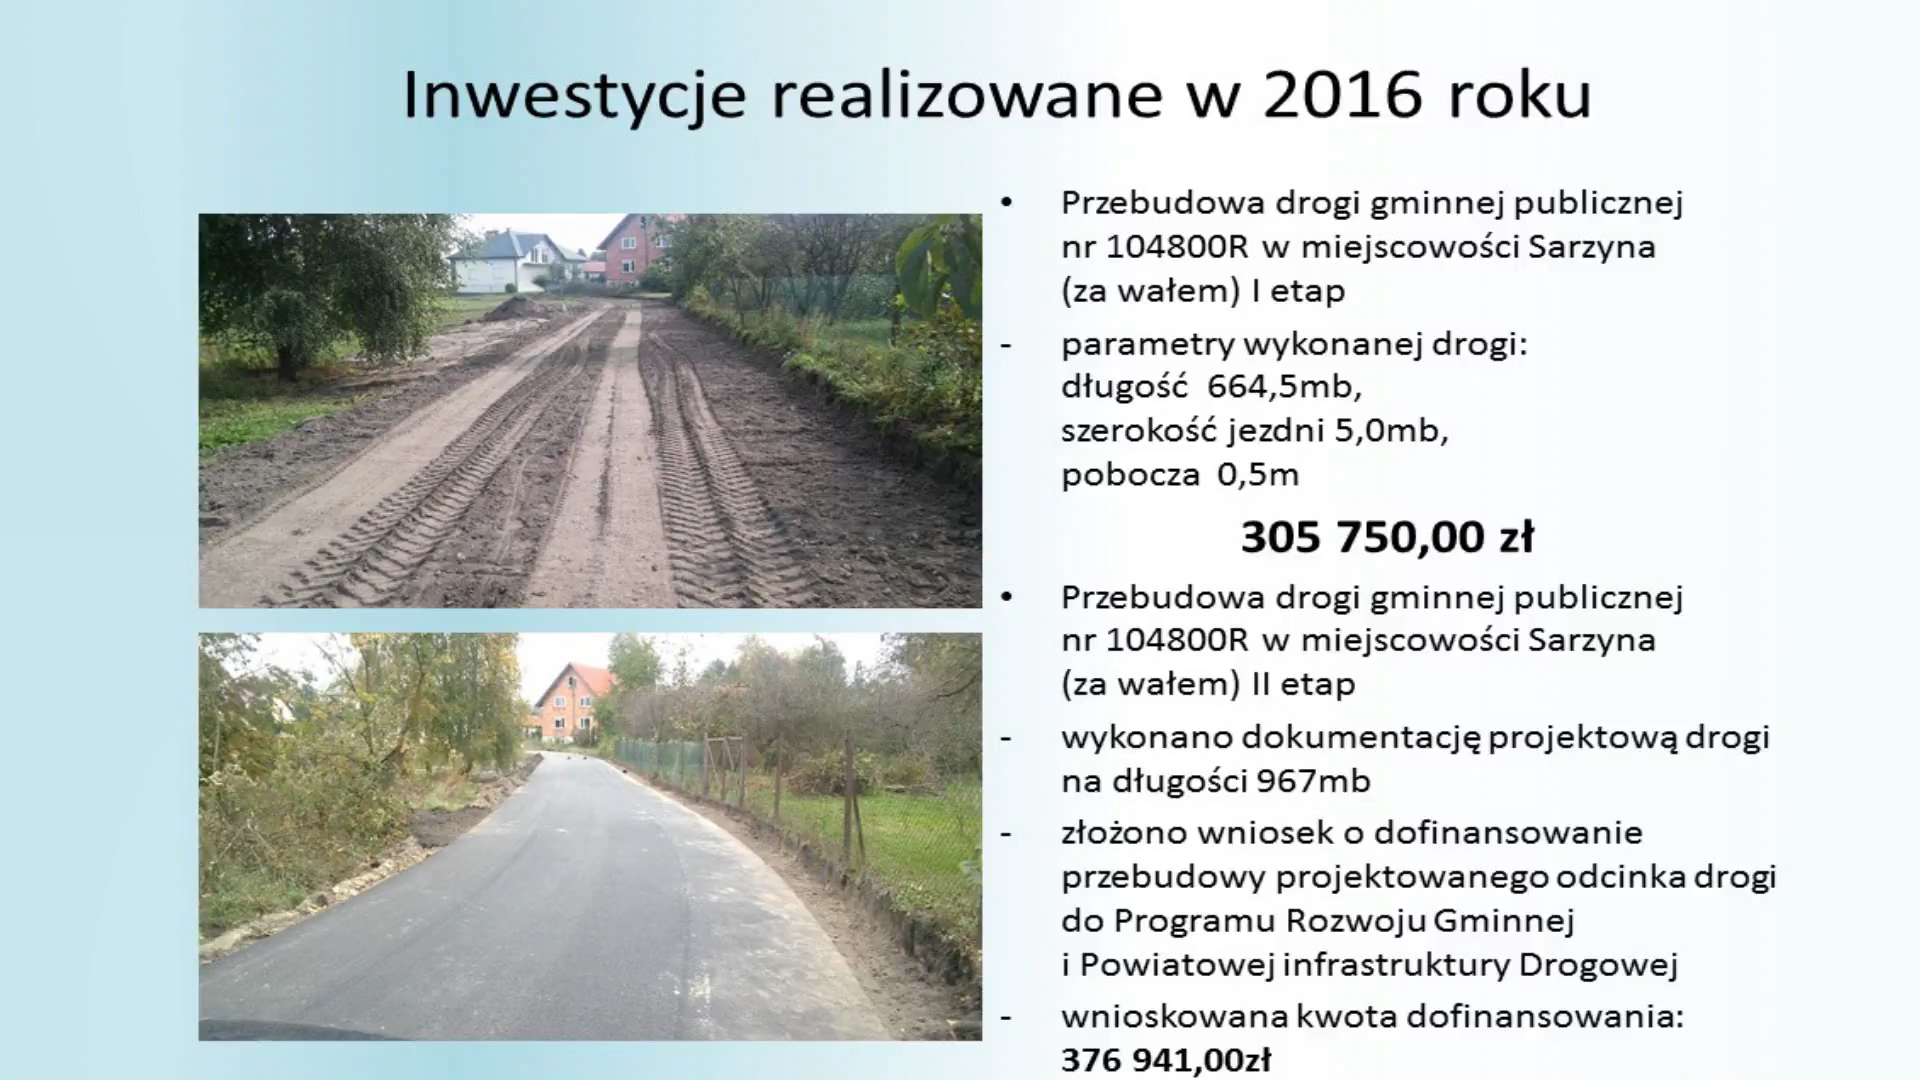 Inwestycje realizowane w 2016 roku
• Przebudowa drogi gminnej publicznej
nr 104800R w miejscowości Sarzyna
(za wałem) I etap
- parametry wykonanej drogi:
długość 664,5mb,
szerokość jezdni 5,0mb,
pobocza 0,5m
305 750,00 zł
• Przebudowa drogi gminnej publicznej
nr 104800R w miejscowości Sarzyna
(za wałem) II etap
- wykonano dokumentację projektową drogi
na długości 967mb
- złożono wniosek o dofinansowanie
przebudowy projektowanego odcinka drogi
do Programu Rozwoju Gminnej
i Powiatowej infrastruktury Drogowej
- wnioskowana kwota dofinansowania:
376 941,00zł